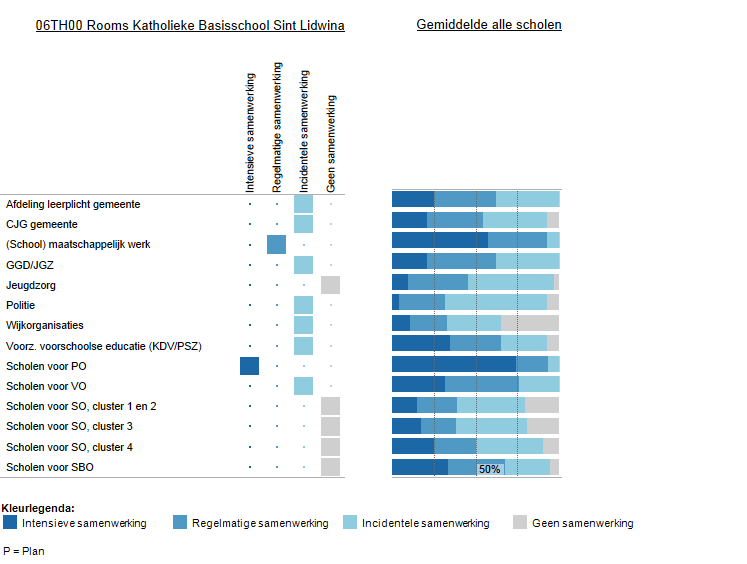 06TH00 Rooms Katholieke Basisschool Sint Lidwina
Gemiddelde alle scholen
Intensieve samenwerking
Regelmatige samenwerking
Incidentele samenwerking
Geen samenwerking
Afdeling leerplicht gemeente
CJG gemeente
(School) maatschappelijk werk
GGD/JGZ
Jeugdzorg
Politie
Wijkorganisaties
Voorz. voorschoolse educatie (KDV/PSZ)
Scholen voor PO
Scholen voor VO
Scholen voor SO, cluster 1 en 2
Scholen voor SO, cluster 3
Scholen voor SO, cluster 4
Scholen voor SBO
50%
Kleurlegenda:
Intensieve samenwerking
Regelmatige samenwerking
Incidentele samenwerking
Geen samenwerking
P = Plan